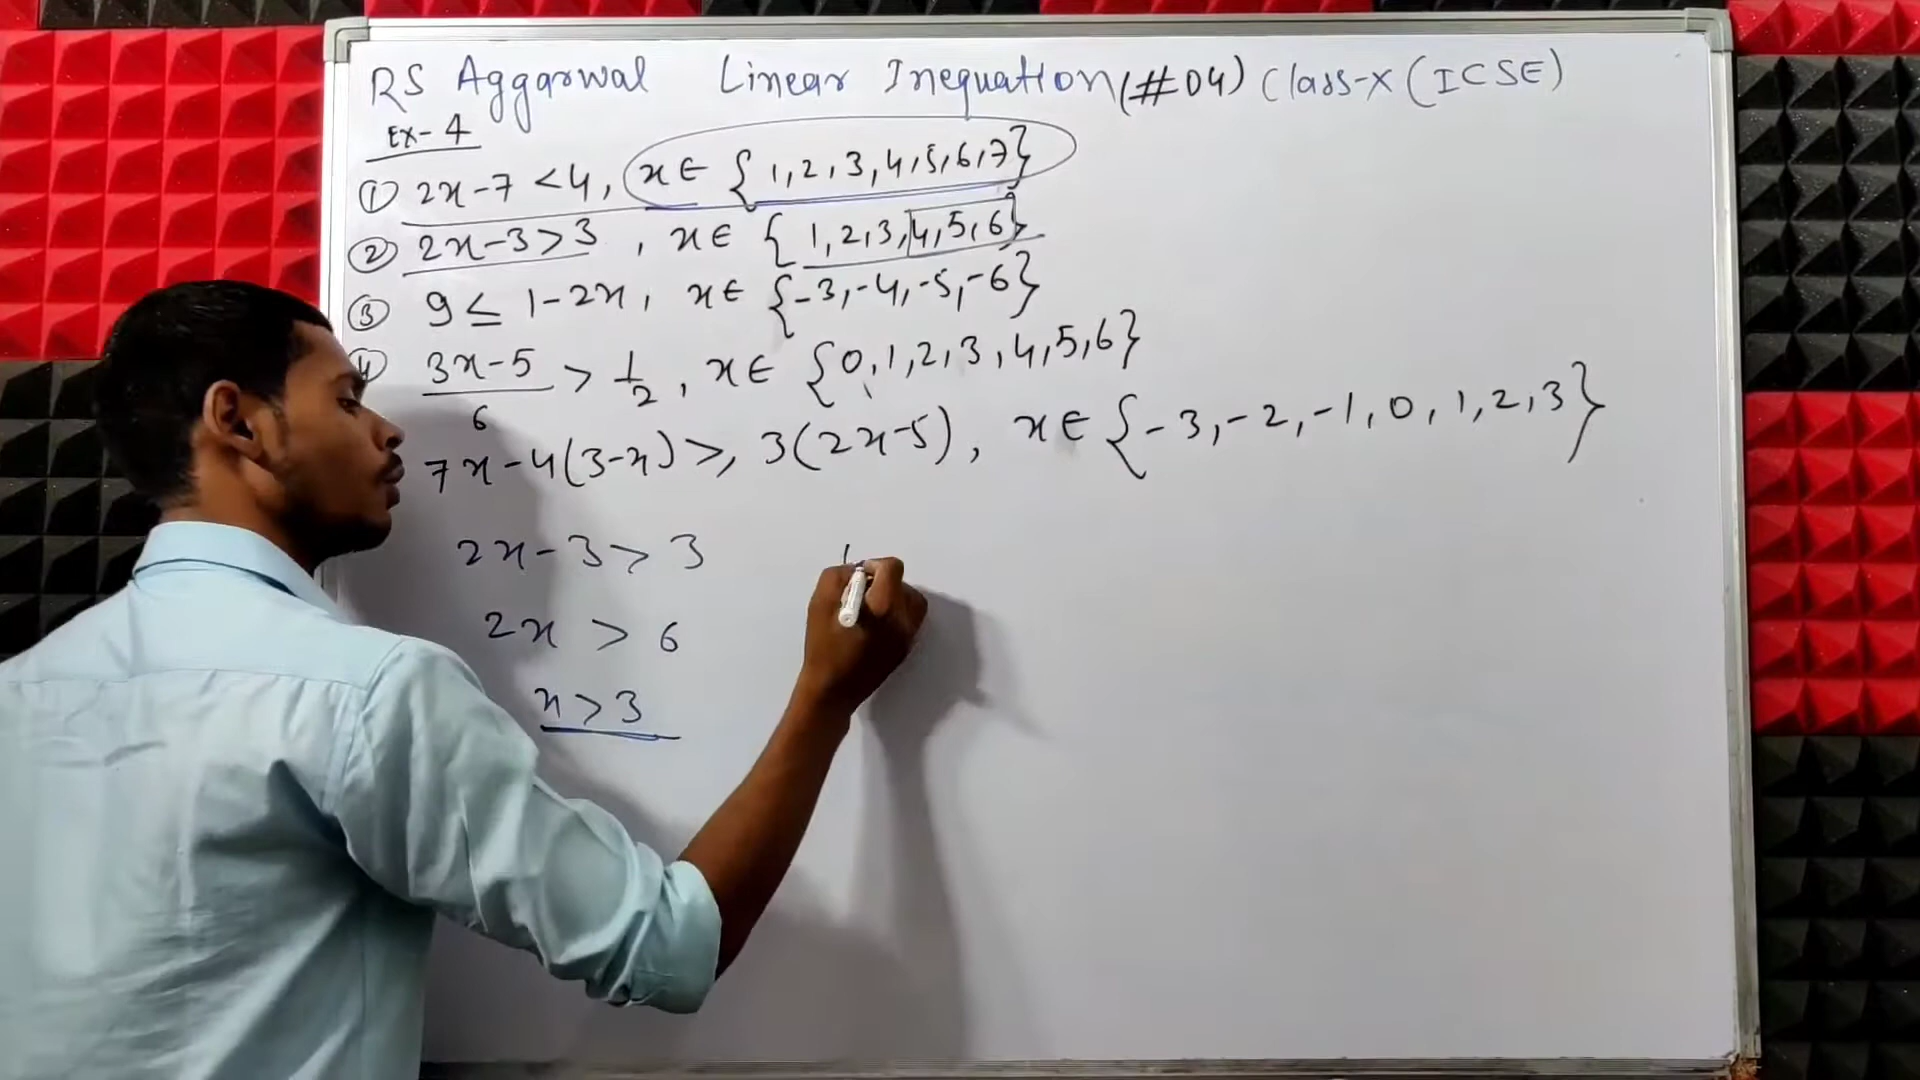 RS Aggarwal Linear Inequation (#04) Class-X (ICSE)
Ex-4
① 2x-7 < 4, x ∈ {1,2,3,4,5,6,7}
② 2x-3 > 3, x ∈ {1,2,3,4,5,6}
③ 9 ≤ 1-2x, x ∈ {-3,-4,-5,-6}
④ (3x-5)/6 > 1/2, x ∈ {0,1,2,3,4,5,6}
7x-4(3-x) ≥ 3(2x-5), x ∈ {-3,-2,-1,0,1,2,3}
2x-3 > 3
2x > 6
x > 3